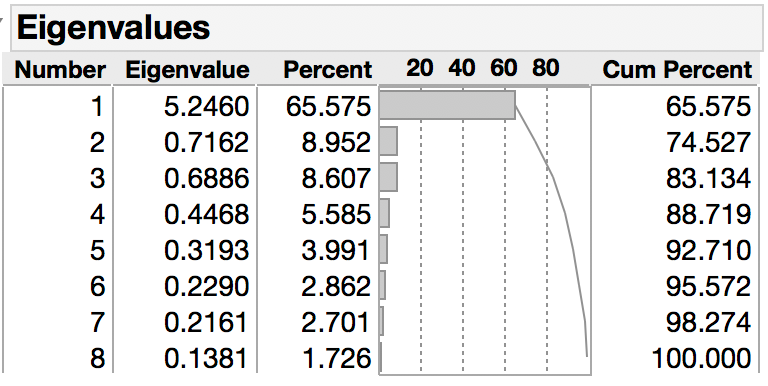 Eigenvalues
Number Eigenvalue Percent 20 40 60 80 Cum Percent
1 5.2460 65.575 65.575
2 0.7162 8.952 74.527
3 0.6886 8.607 83.134
4 0.4468 5.585 88.719
5 0.3193 3.991 92.710
6 0.2290 2.862 95.572
7 0.2161 2.701 98.274
8 0.1381 1.726 100.000